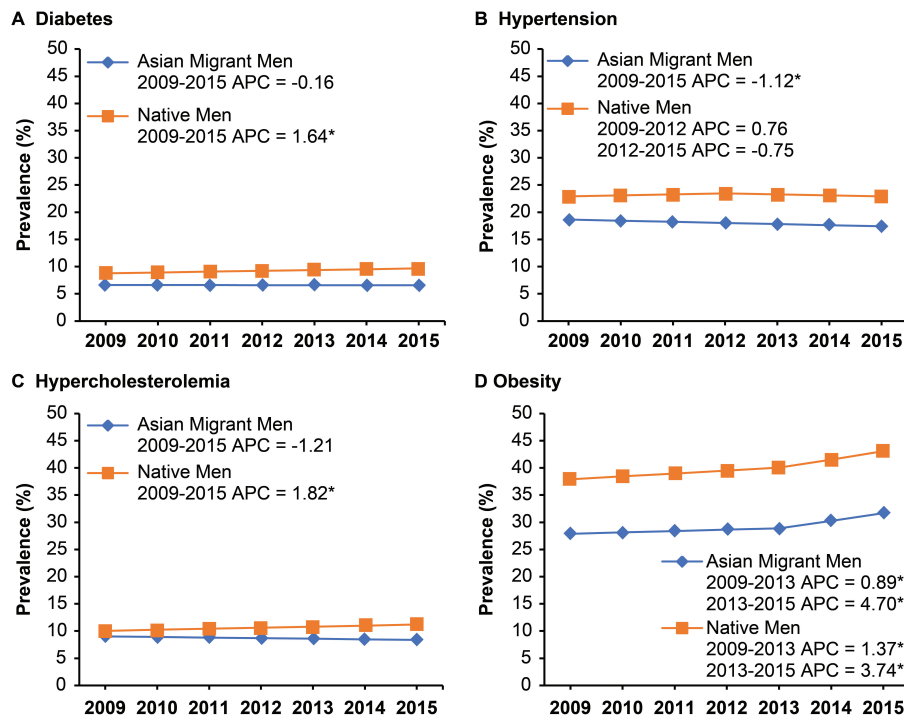 A Diabetes
50
45
40
35
30
25
20
15
10
5
0
Prevalence (%)
Asian Migrant Men
2009-2015 APC = -0.16
Native Men
2009-2015 APC = 1.64*
2009 2010 2011 2012 2013 2014 2015
B Hypertension
50
45
40
35
30
25
20
15
10
5
0
Prevalence (%)
Asian Migrant Men
2009-2015 APC = -1.12*
Native Men
2009-2012 APC = 0.76
2012-2015 APC = -0.75
2009 2010 2011 2012 2013 2014 2015
C Hypercholesterolemia
50
45
40
35
30
25
20
15
10
5
0
Prevalence (%)
Asian Migrant Men
2009-2015 APC = -1.21
Native Men
2009-2015 APC = 1.82*
2009 2010 2011 2012 2013 2014 2015
D Obesity
50
45
40
35
30
25
20
15
10
5
0
Prevalence (%)
Asian Migrant Men
2009-2013 APC = 0.89*
2013-2015 APC = 4.70*
Native Men
2009-2013 APC = 1.37*
2013-2015 APC = 3.74*
2009 2010 2011 2012 2013 2014 2015